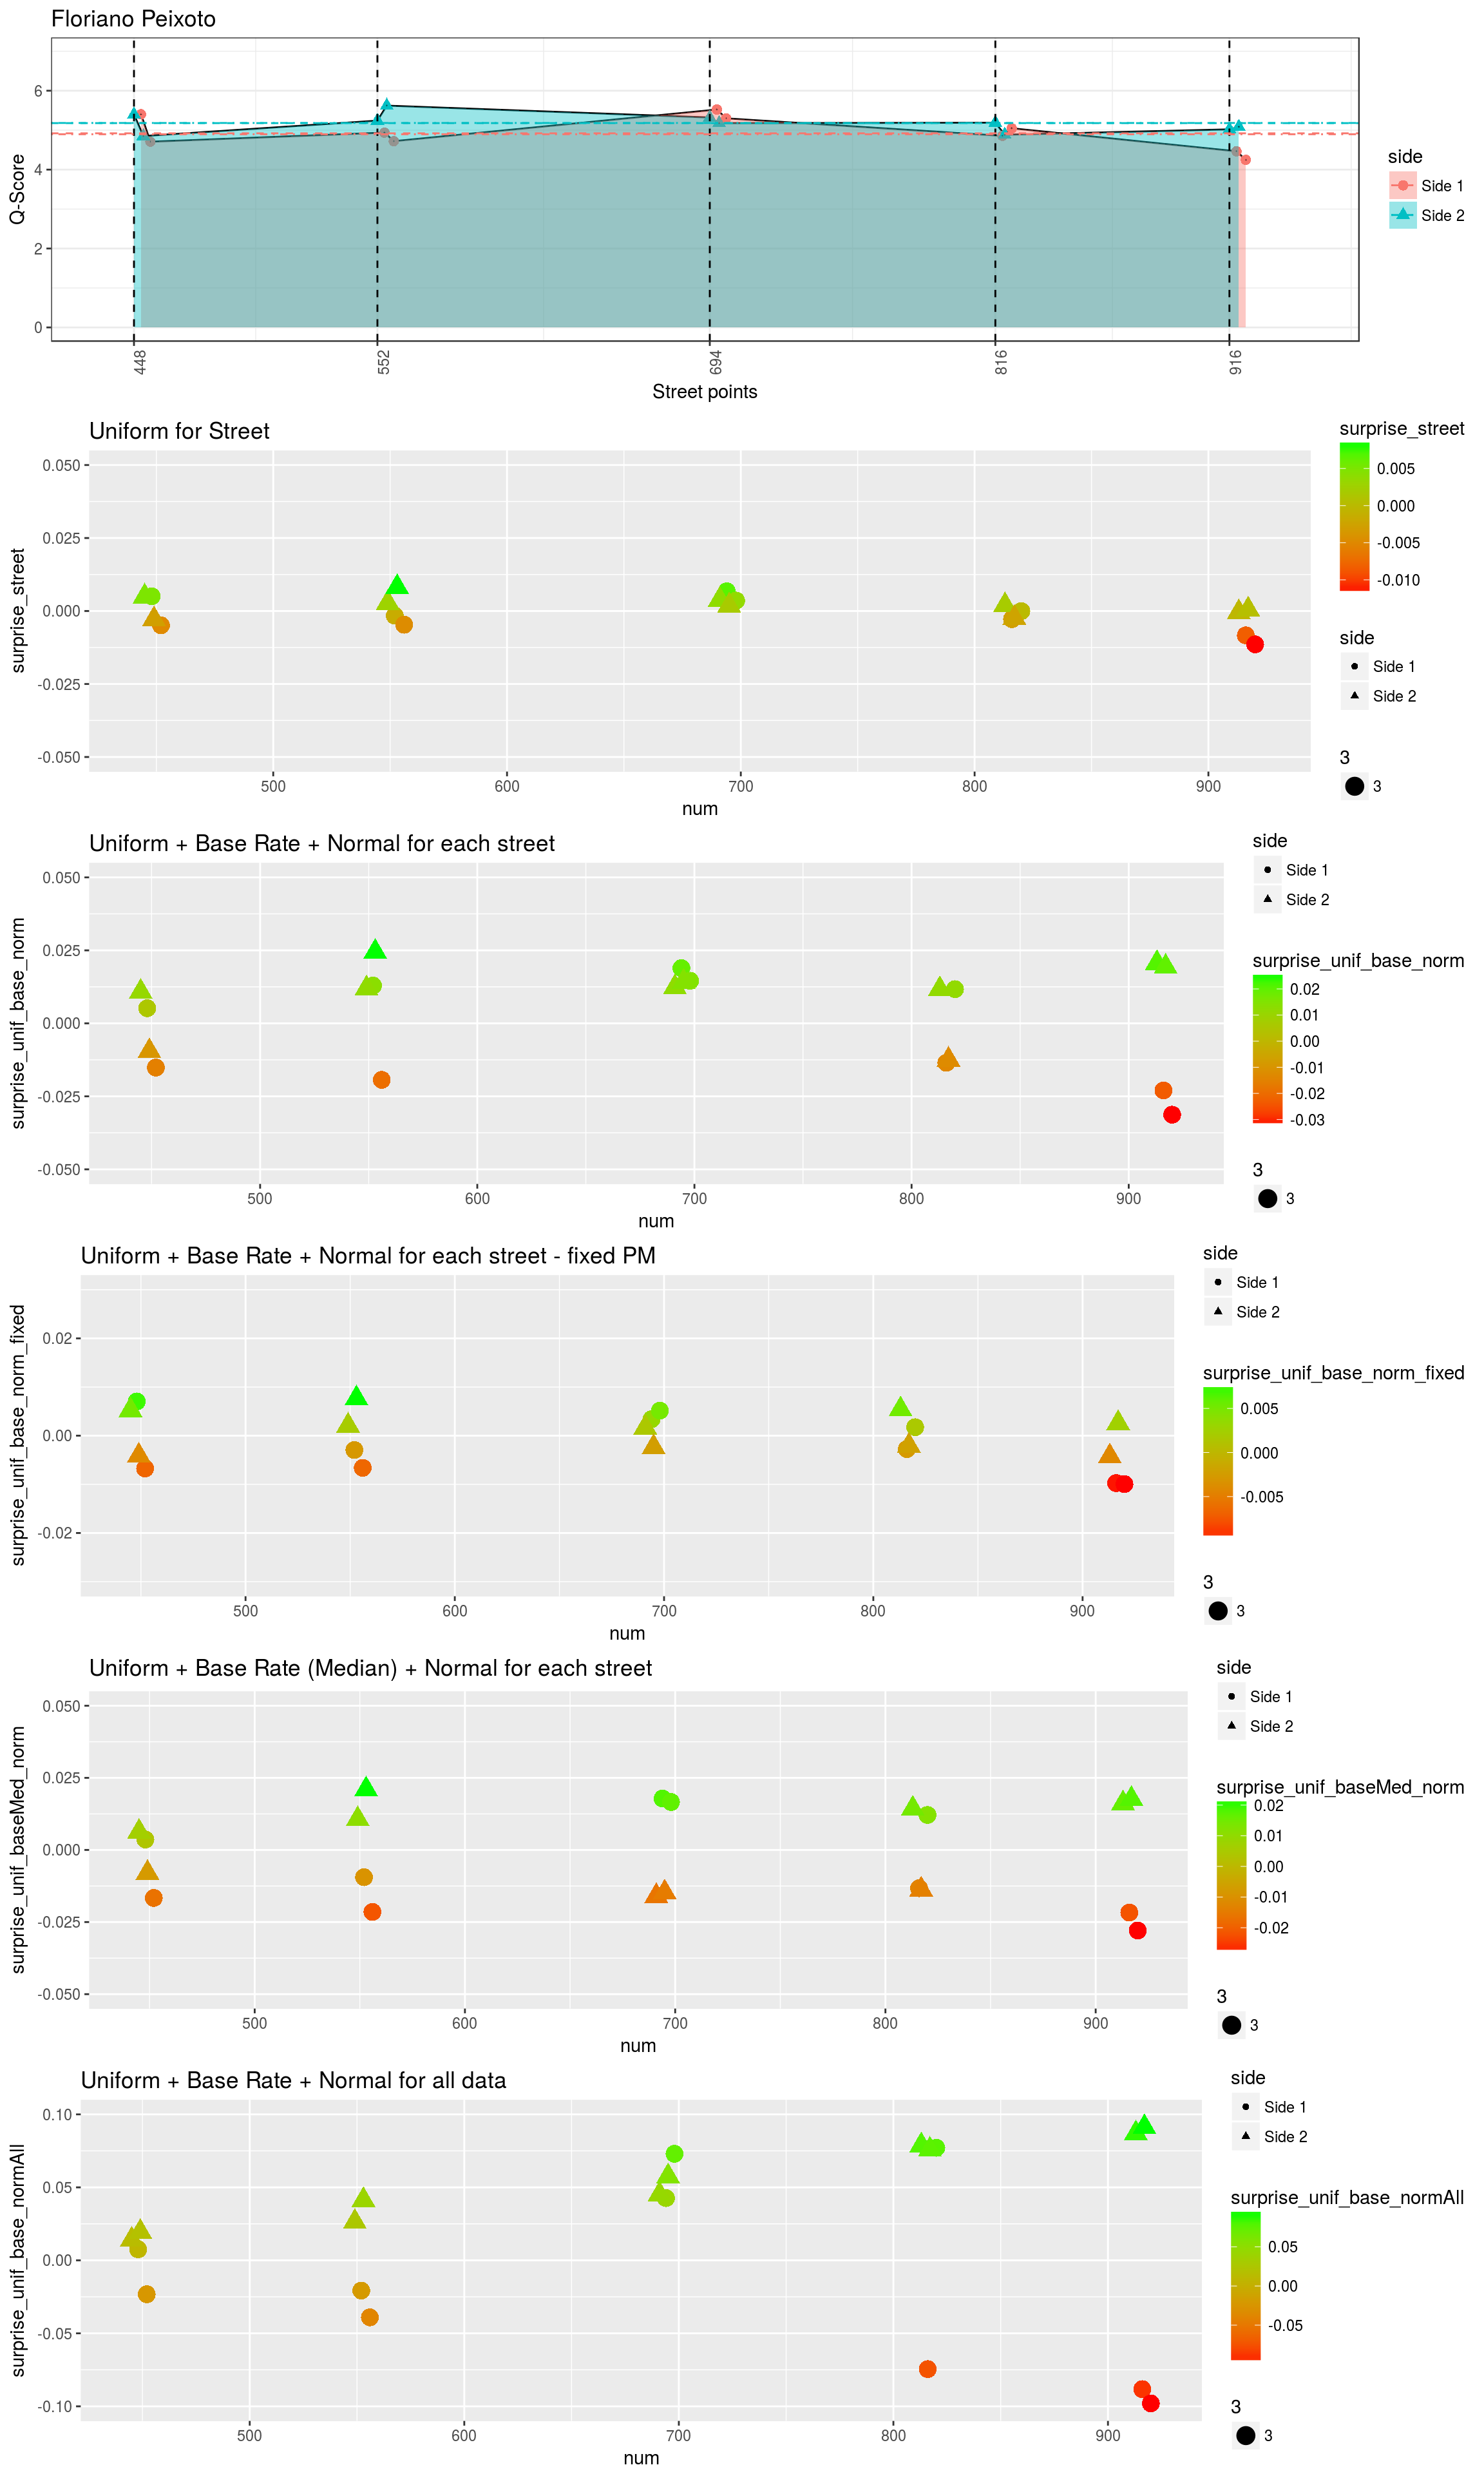 Floriano Peixoto
6
4
2
0
Q-Score
448
552
694
816
916
Street points
side
Side 1
Side 2
Uniform for Street
0.050
0.025
0.000
-0.025
-0.050
surprise_street
500 600 700 800 900
num
surprise_street
0.005
0.000
-0.005
-0.010
side
Side 1
Side 2
3
3
Uniform + Base Rate + Normal for each street
0.050
0.025
0.000
-0.025
-0.050
surprise_unif_base_norm
500 600 700 800 900
num
side
Side 1
Side 2
surprise_unif_base_norm
0.02
0.01
0.00
-0.01
-0.02
-0.03
3
3
Uniform + Base Rate + Normal for each street - fixed PM
0.02
0.00
-0.02
surprise_unif_base_norm_fixed
500 600 700 800 900
num
side
Side 1
Side 2
surprise_unif_base_norm_fixed
0.005
0.000
-0.005
3
3
Uniform + Base Rate (Median) + Normal for each street
0.050
0.025
0.000
-0.025
-0.050
surprise_unif_baseMed_norm
500 600 700 800 900
num
side
Side 1
Side 2
surprise_unif_baseMed_norm
0.02
0.01
0.00
-0.01
-0.02
3
3
Uniform + Base Rate + Normal for all data
0.10
0.05
0.00
-0.05
-0.10
surprise_unif_base_normAll
500 600 700 800 900
num
side
Side 1
Side 2
surprise_unif_base_normAll
0.05
0.00
-0.05
3
3